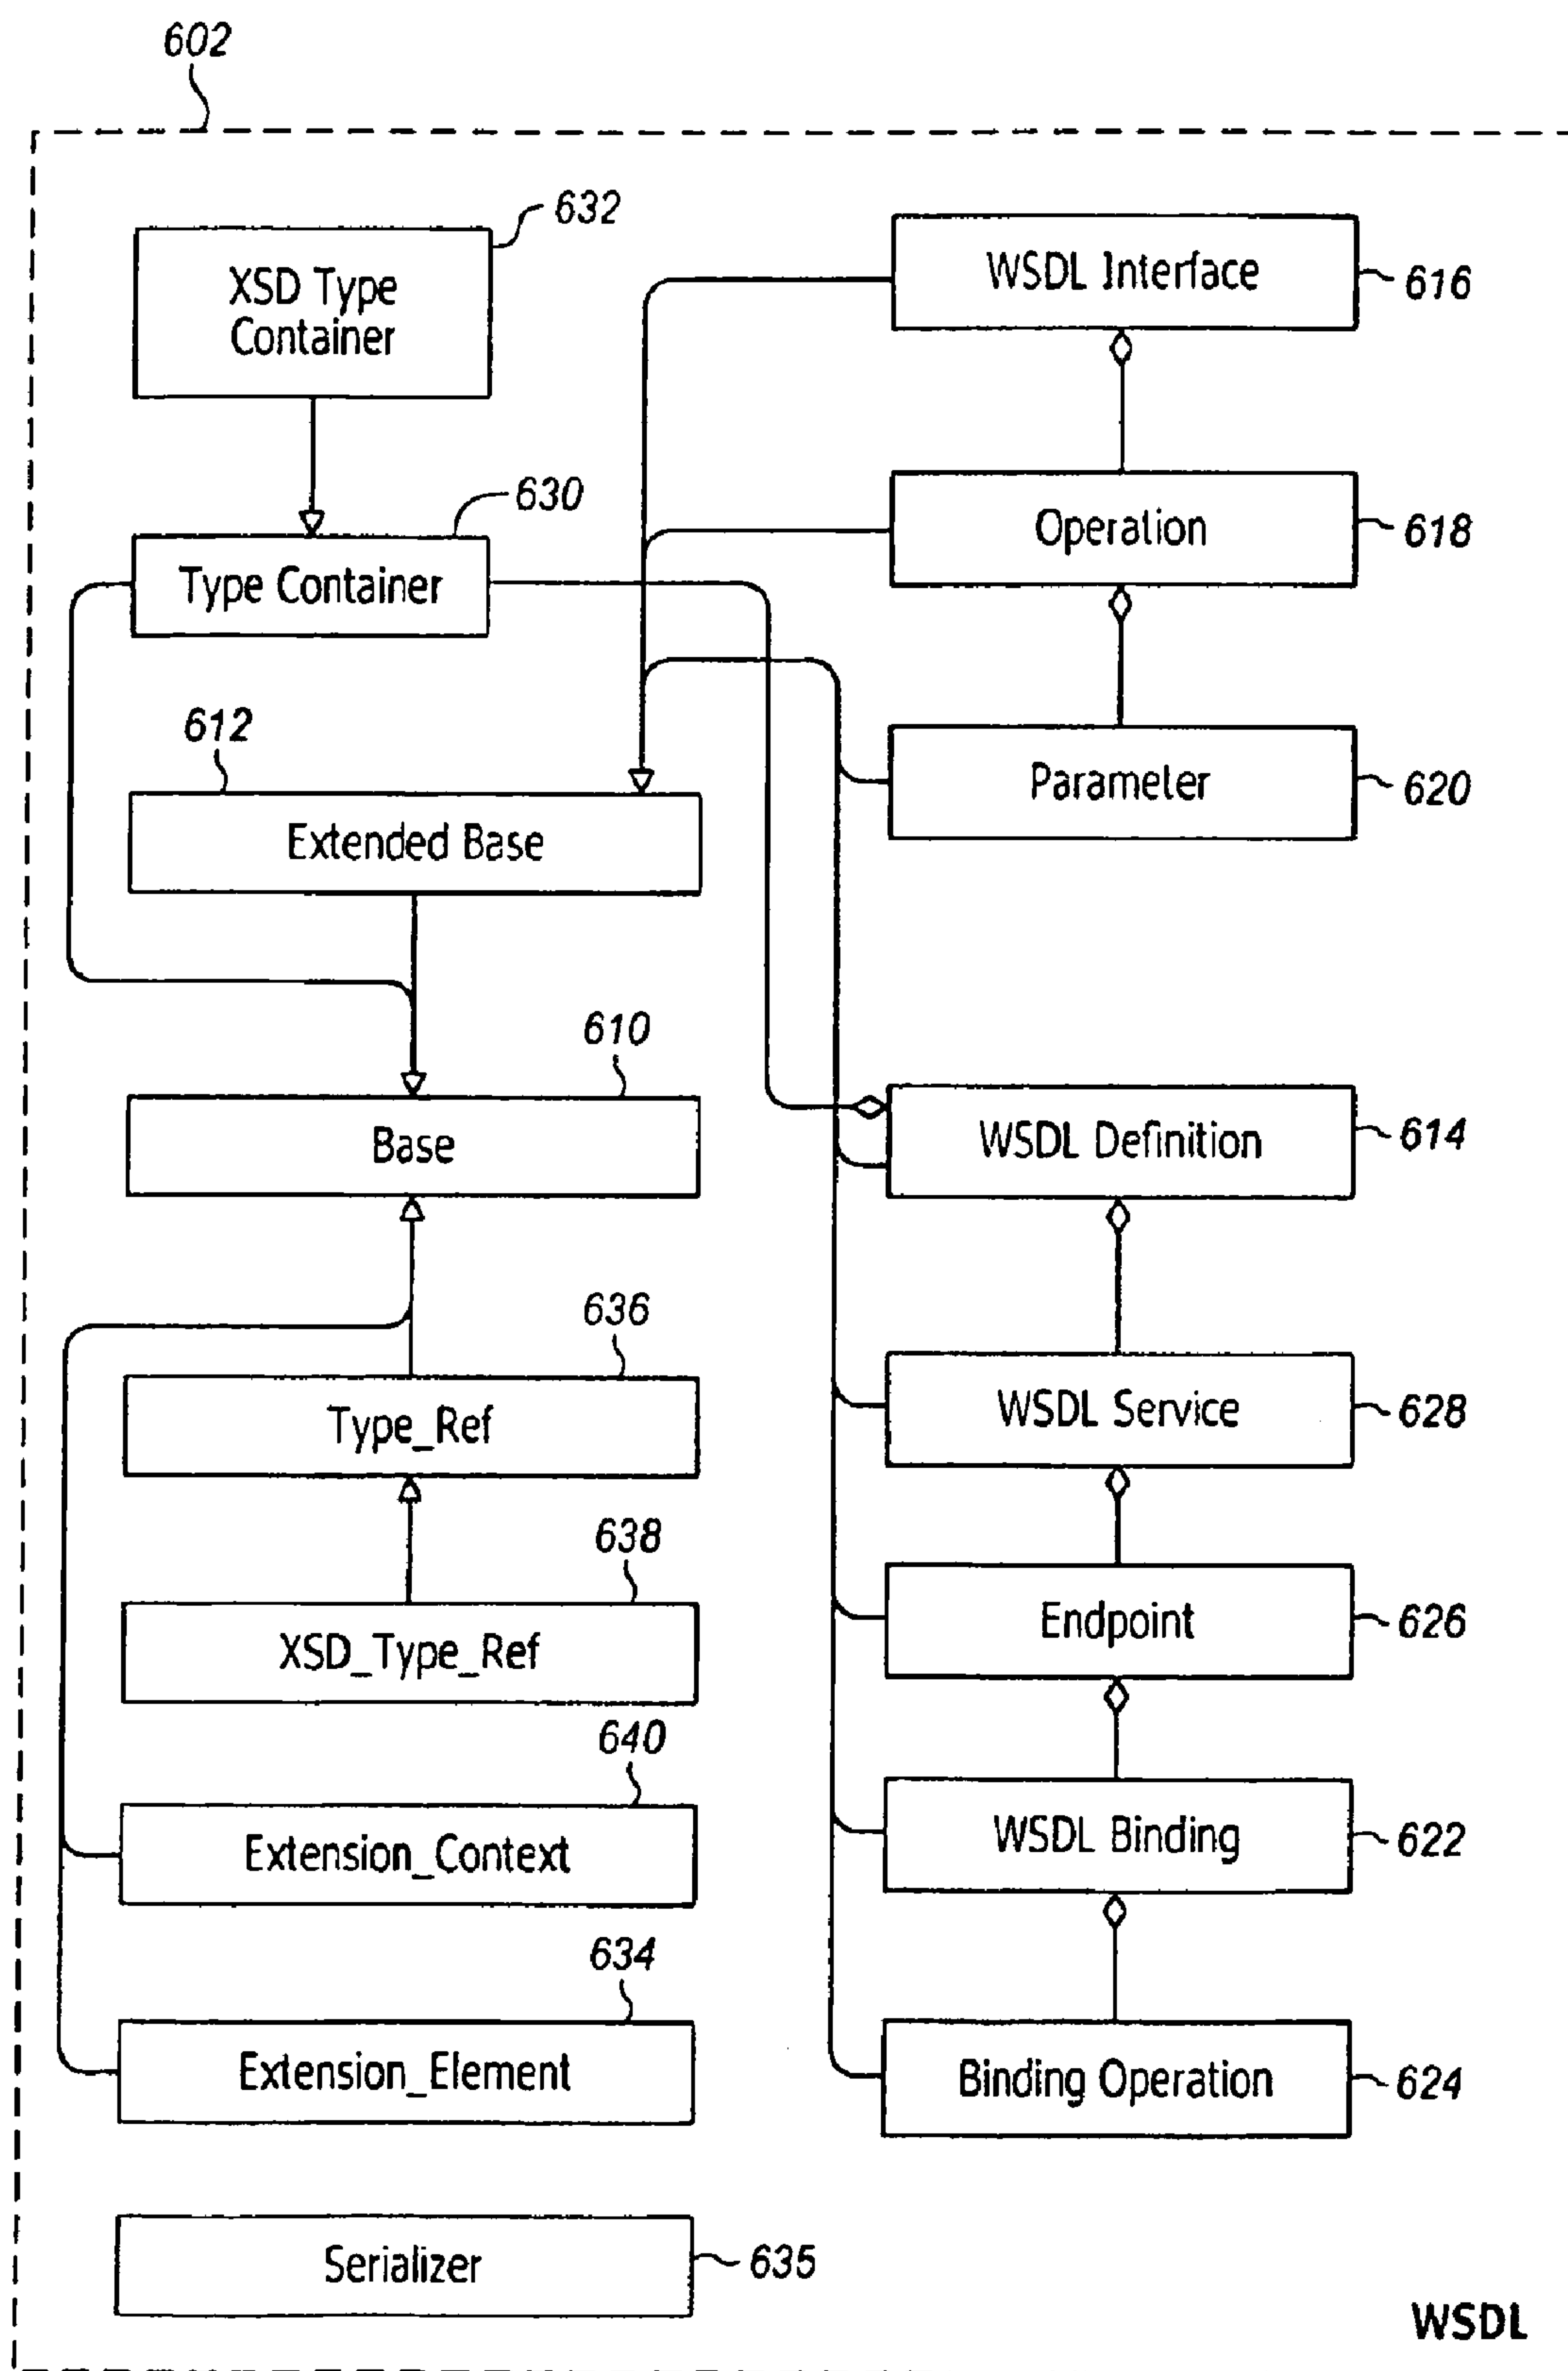 602
632
XSD Type
Container
WSDL Interface
616
630
Type Container
Operation
618
612
Extended Base
Parameter
620
610
Base
WSDL Definition
614
636
Type_Ref
WSDL Service
628
638
XSD_Type_Ref
Endpoint
626
640
Extension_Context
WSDL Binding
622
634
Extension_Element
Binding Operation
624
Serializer
635
WSDL